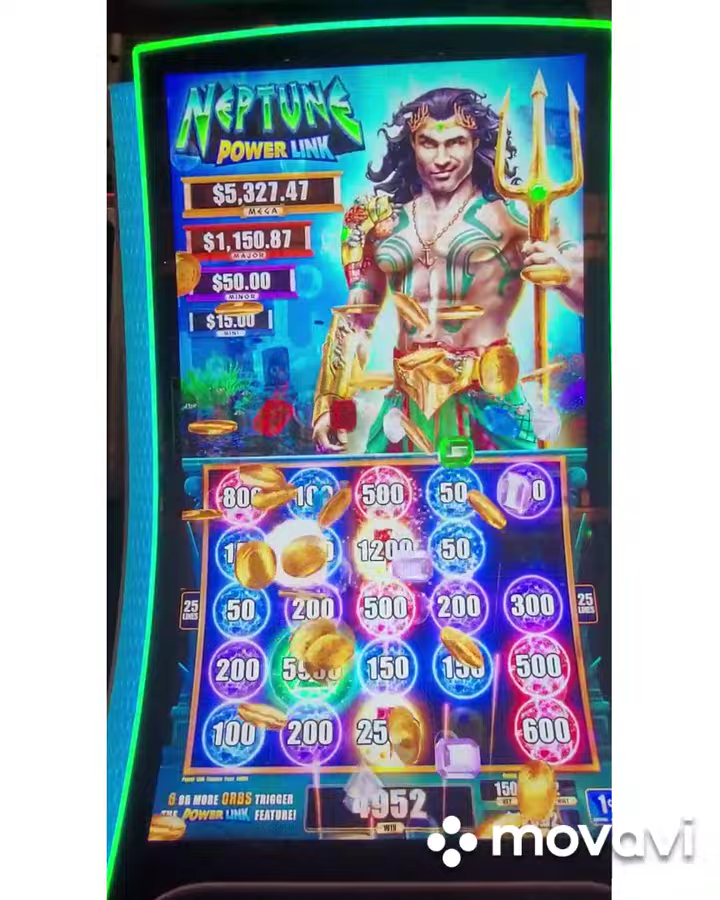 NEPTUNE
POWER LINK
$5,327.47
MEGA
$1,150.87
MAJOR
$50.00
MINOR
$15.00
MINI
500 50
1200 50
25 LINES 50 200 500 200 300 25 LINES
200 150 150 500
100 200 600
6 OR MORE ORBS TRIGGER
THE POWER LINK FEATURE!
4952
WIN
150
BET
movavi